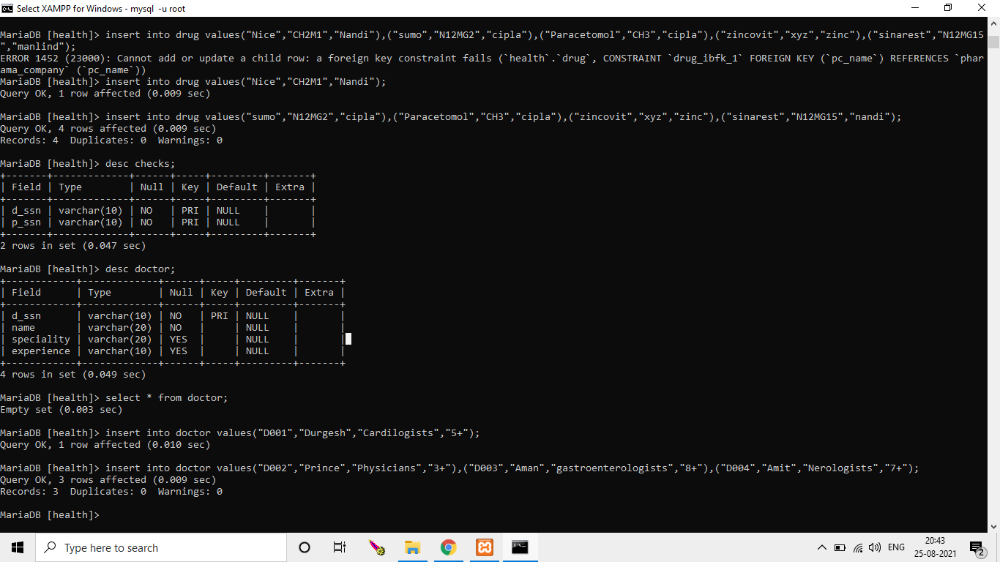 Select XAMPP for Windows - mysql  -u root
MariaDB [health]> insert into drug values("Nice","CH2M1","Nandi"),("sumo","N12MG2","cipla"),("Paracetomol","CH3","cipla"),("zincovit","xyz","zinc"),("sinarest","N12MG15
","manlind");
ERROR 1452 (23000): Cannot add or update a child row: a foreign key constraint fails (`health`.`drug`, CONSTRAINT `drug_ibfk_1` FOREIGN KEY (`pc_name`) REFERENCES `phar
ama_company` (`pc_name`))
MariaDB [health]> insert into drug values("Nice","CH2M1","Nandi");
Query OK, 1 row affected (0.009 sec)
MariaDB [health]> insert into drug values("sumo","N12MG2","cipla"),("Paracetomol","CH3","cipla"),("zincovit","xyz","zinc"),("sinarest","N12MG15","nandi");
Query OK, 4 rows affected (0.009 sec)
Records: 4  Duplicates: 0  Warnings: 0
MariaDB [health]> desc checks;
+-------+-------------+------+-----+---------+-------+
| Field | Type        | Null | Key | Default | Extra |
+-------+-------------+------+-----+---------+-------+
| d_ssn | varchar(10) | NO   | PRI | NULL    |       |
| p_ssn | varchar(10) | NO   | PRI | NULL    |       |
+-------+-------------+------+-----+---------+-------+
2 rows in set (0.047 sec)
MariaDB [health]> desc doctor;
+------------+-------------+------+-----+---------+-------+
| Field      | Type        | Null | Key | Default | Extra |
+------------+-------------+------+-----+---------+-------+
| d_ssn      | varchar(10) | NO   | PRI | NULL    |       |
| name       | varchar(20) | NO   |     | NULL    |       |
| speciality | varchar(20) | YES  |     | NULL    |       |
| experience | varchar(10) | YES  |     | NULL    |       |
+------------+-------------+------+-----+---------+-------+
4 rows in set (0.049 sec)
MariaDB [health]> select * from doctor;
Empty set (0.003 sec)
MariaDB [health]> insert into doctor values("D001","Durgesh","Cardilogists","5+");
Query OK, 1 row affected (0.010 sec)
MariaDB [health]> insert into doctor values("D002","Prince","Physicians","3+"),("D003","Aman","gastroenterologists","8+"),("D004","Amit","Nerologists","7+");
Query OK, 3 rows affected (0.009 sec)
Records: 3  Duplicates: 0  Warnings: 0
MariaDB [health]>
Type here to search
ENG
20:43
25-08-2021
2